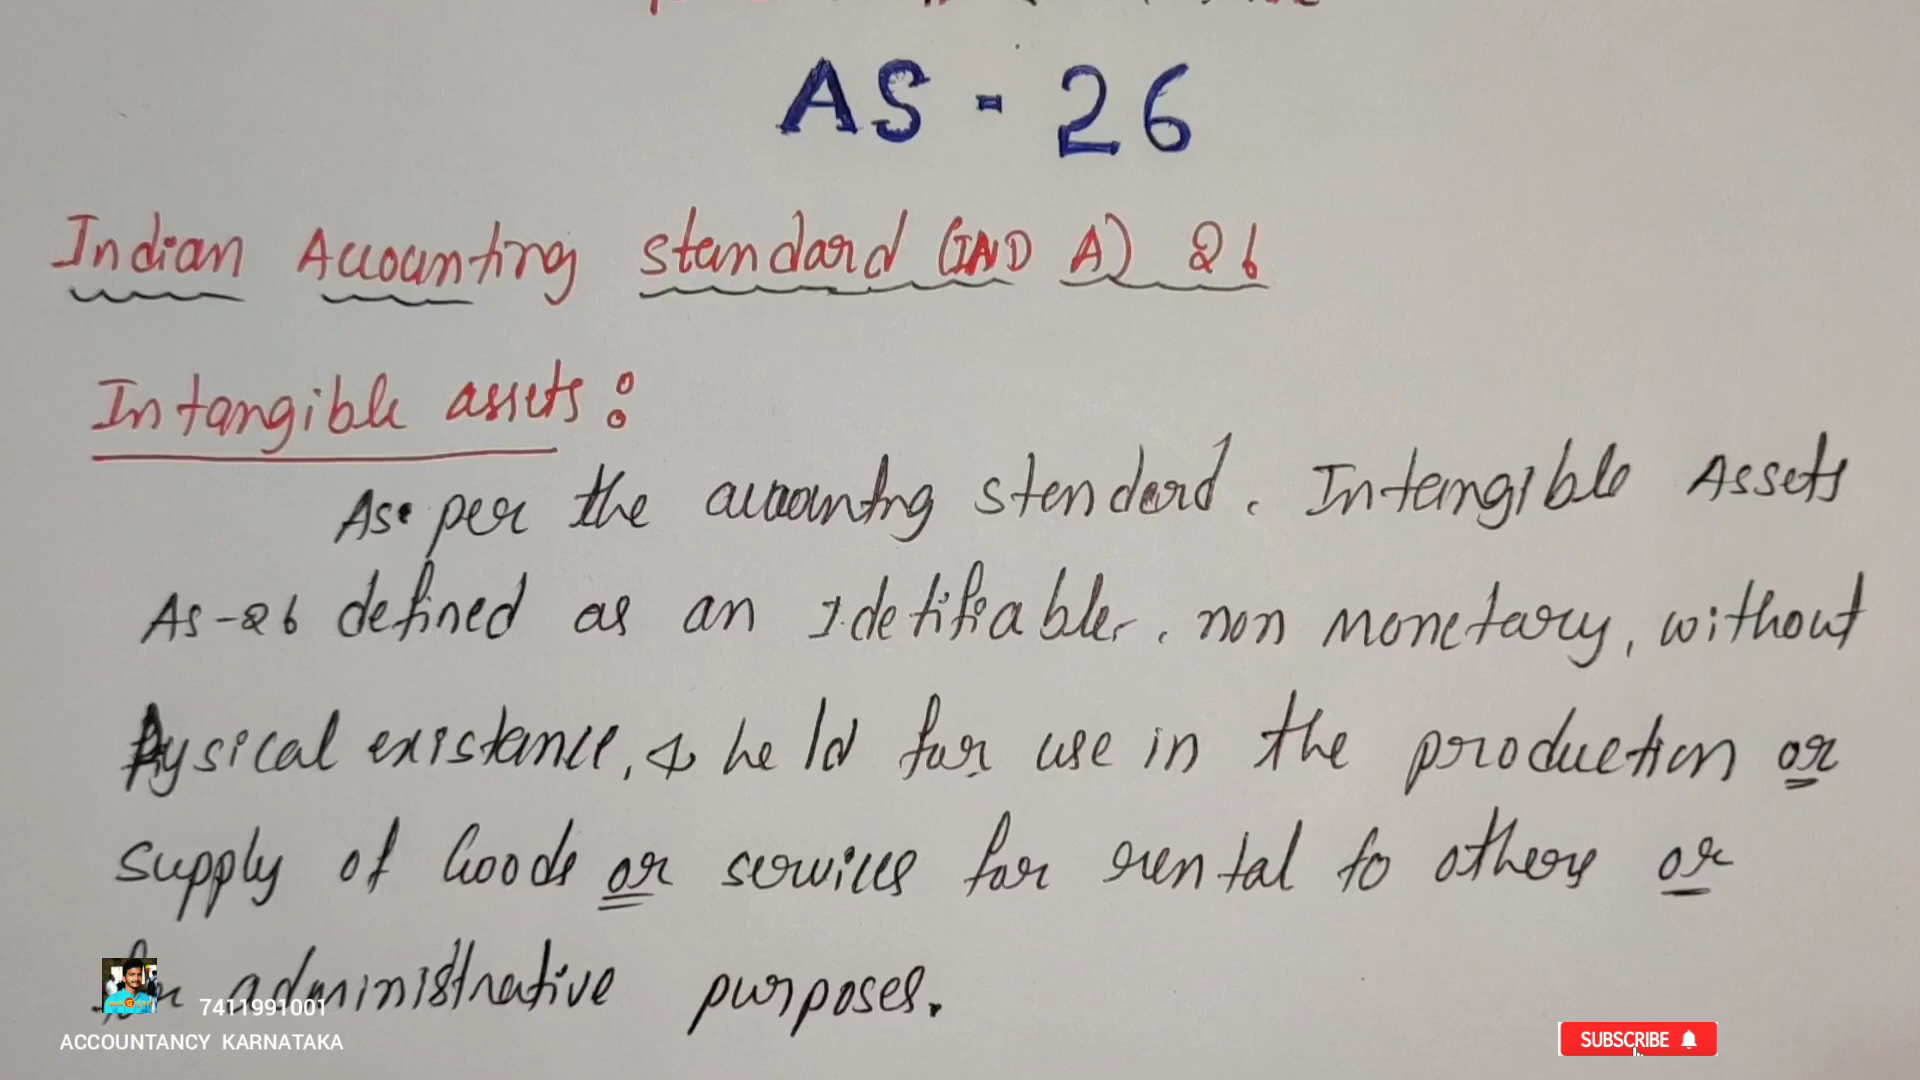 AS - 26
Indian Accounting standard (IND A) 26
Intangible assets :
As per the accounting standard. Intengible Assets
As-26 defined as an Idetifiable, non monetary, without
Pysical existance, & held for use in the production or
supply of Goods or services for rental to others or
for administrative purposes.
7411991001
ACCOUNTANCY KARNATAKA
SUBSCRIBE